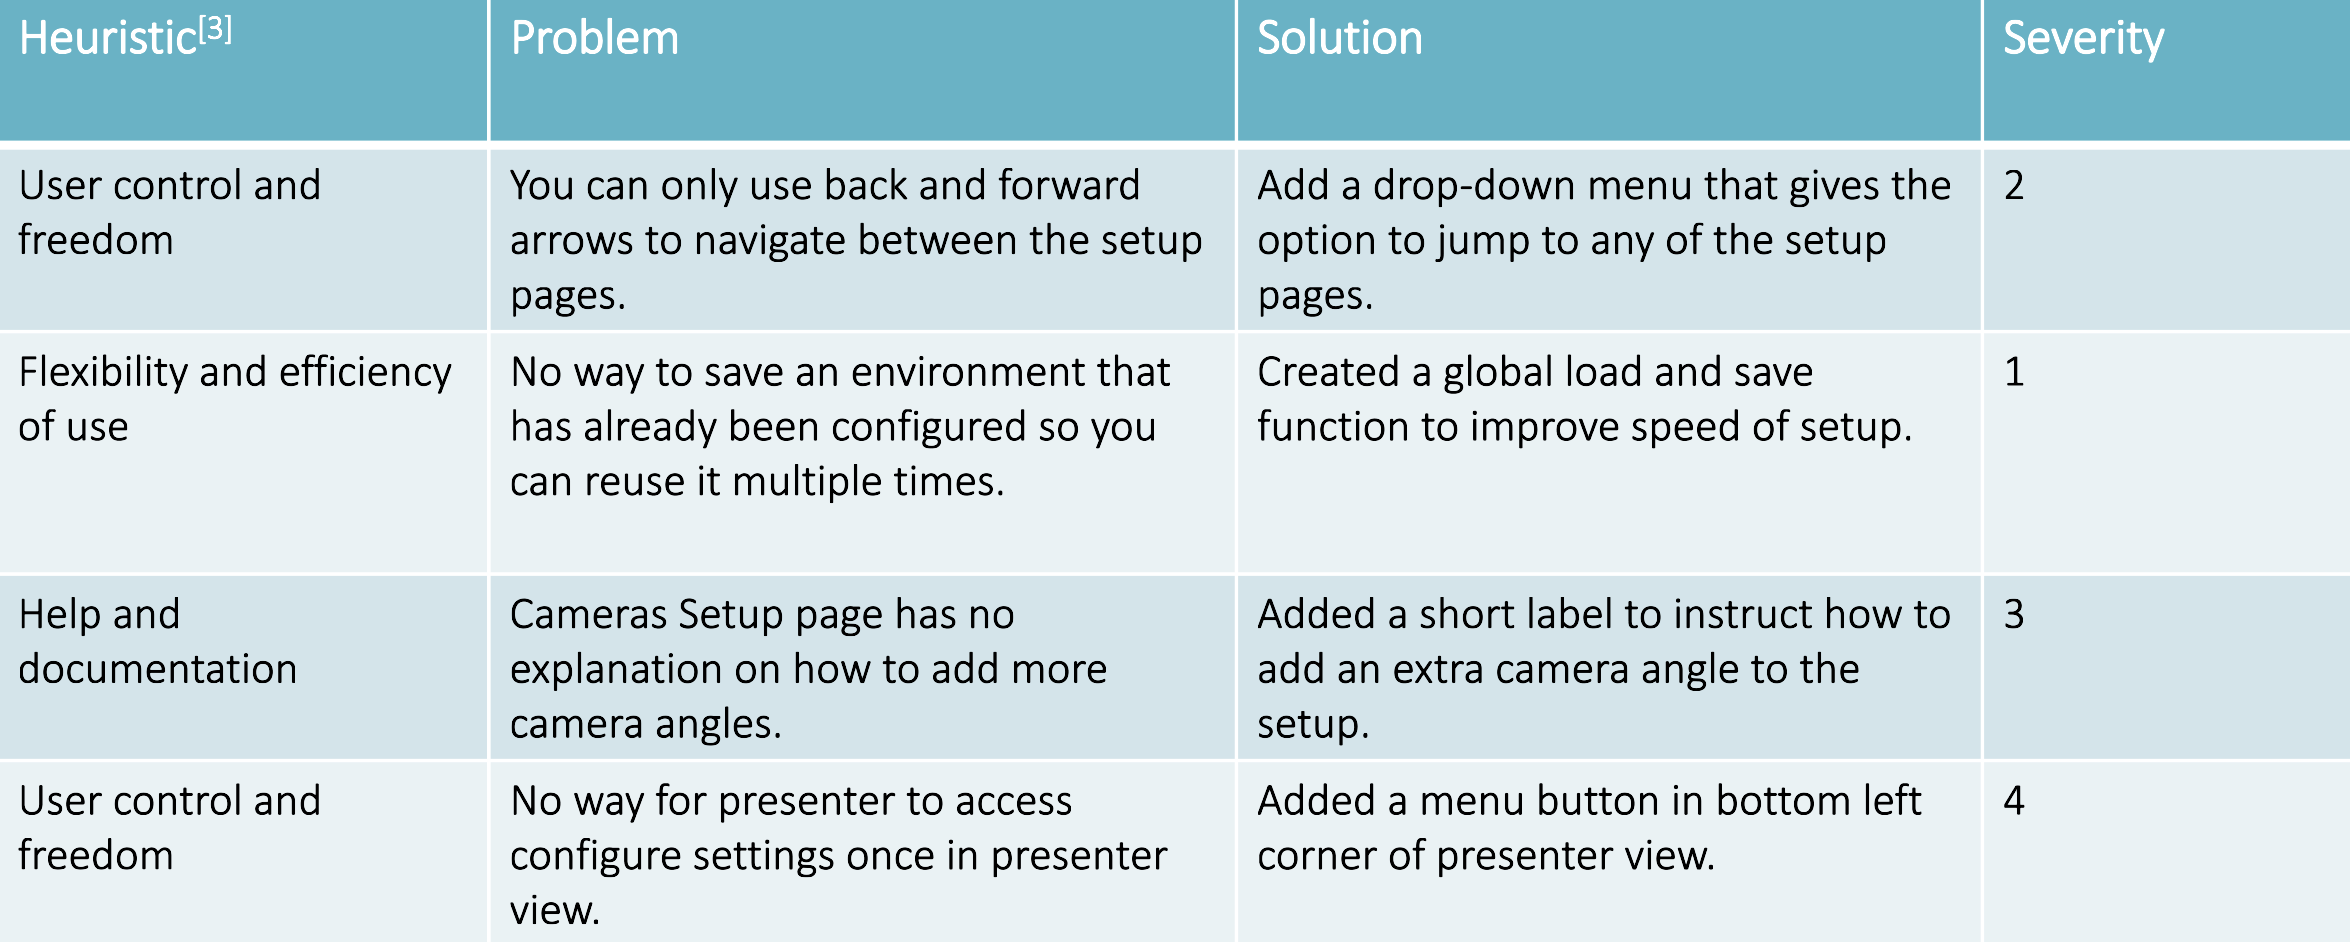 Heuristic[3]
Problem
Solution
Severity
User control and
freedom
You can only use back and forward
arrows to navigate between the setup
pages.
Add a drop-down menu that gives the
option to jump to any of the setup
pages.
2
Flexibility and efficiency
of use
No way to save an environment that
has already been configured so you
can reuse it multiple times.
Created a global load and save
function to improve speed of setup.
1
Help and
documentation
Cameras Setup page has no
explanation on how to add more
camera angles.
Added a short label to instruct how to
add an extra camera angle to the
setup.
3
User control and
freedom
No way for presenter to access
configure settings once in presenter
view.
Added a menu button in bottom left
corner of presenter view.
4